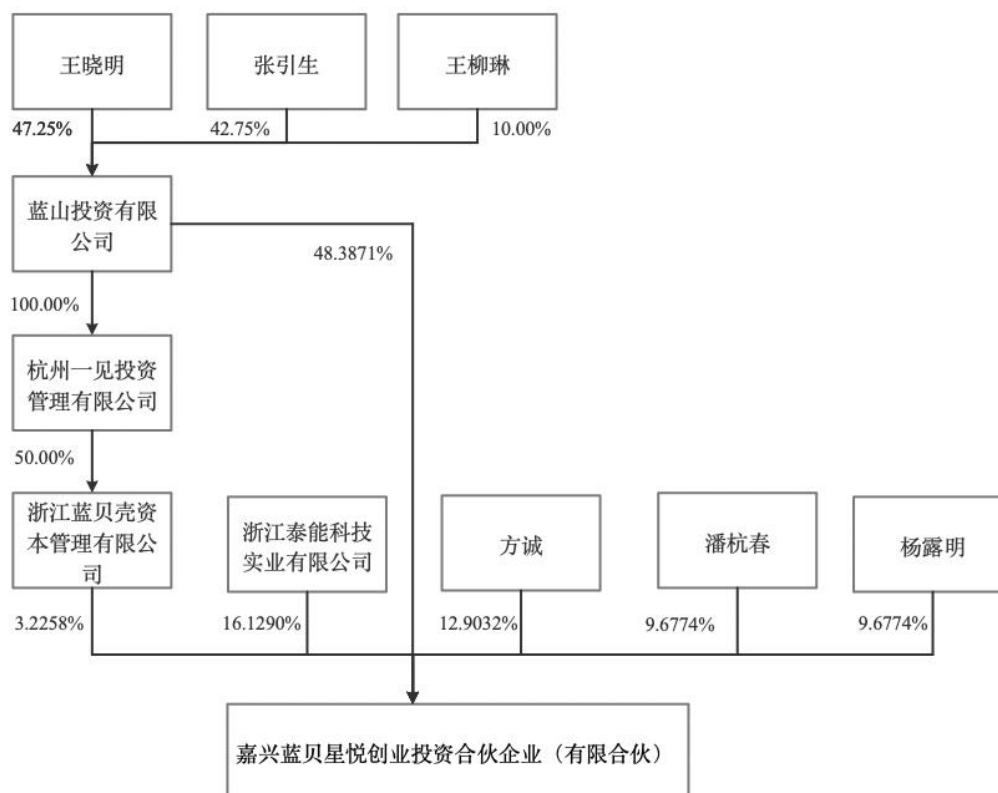 王晓明
张引生
王柳琳
47.25%
42.75%
10.00%
蓝山投资有限
公司
48.3871%
100.00%
杭州一见投资
管理有限公司
50.00%
浙江蓝贝壳资
本管理有限公
司
浙江泰能科技
实业有限公司
方诚
潘杭春
杨露明
3.2258%
16.1290%
12.9032%
9.6774%
9.6774%
嘉兴蓝贝星悦创业投资合伙企业（有限合伙）